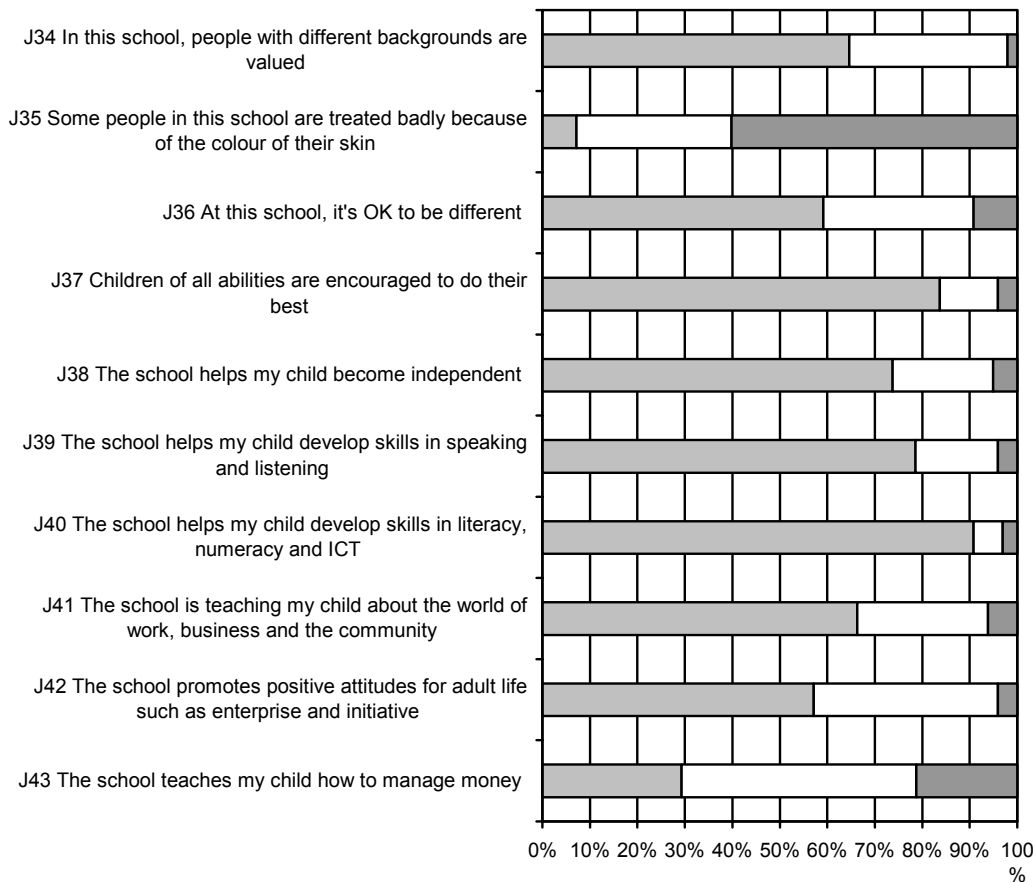 J34 In this school, people with different backgrounds are
valued
J35 Some people in this school are treated badly because
of the colour of their skin
J36 At this school, it's OK to be different
J37 Children of all abilities are encouraged to do their
best
J38 The school helps my child become independent
J39 The school helps my child develop skills in speaking
and listening
J40 The school helps my child develop skills in literacy,
numeracy and ICT
J41 The school is teaching my child about the world of
work, business and the community
J42 The school promotes positive attitudes for adult life
such as enterprise and initiative
J43 The school teaches my child how to manage money
0% 10% 20% 30% 40% 50% 60% 70% 80% 90% 100
%